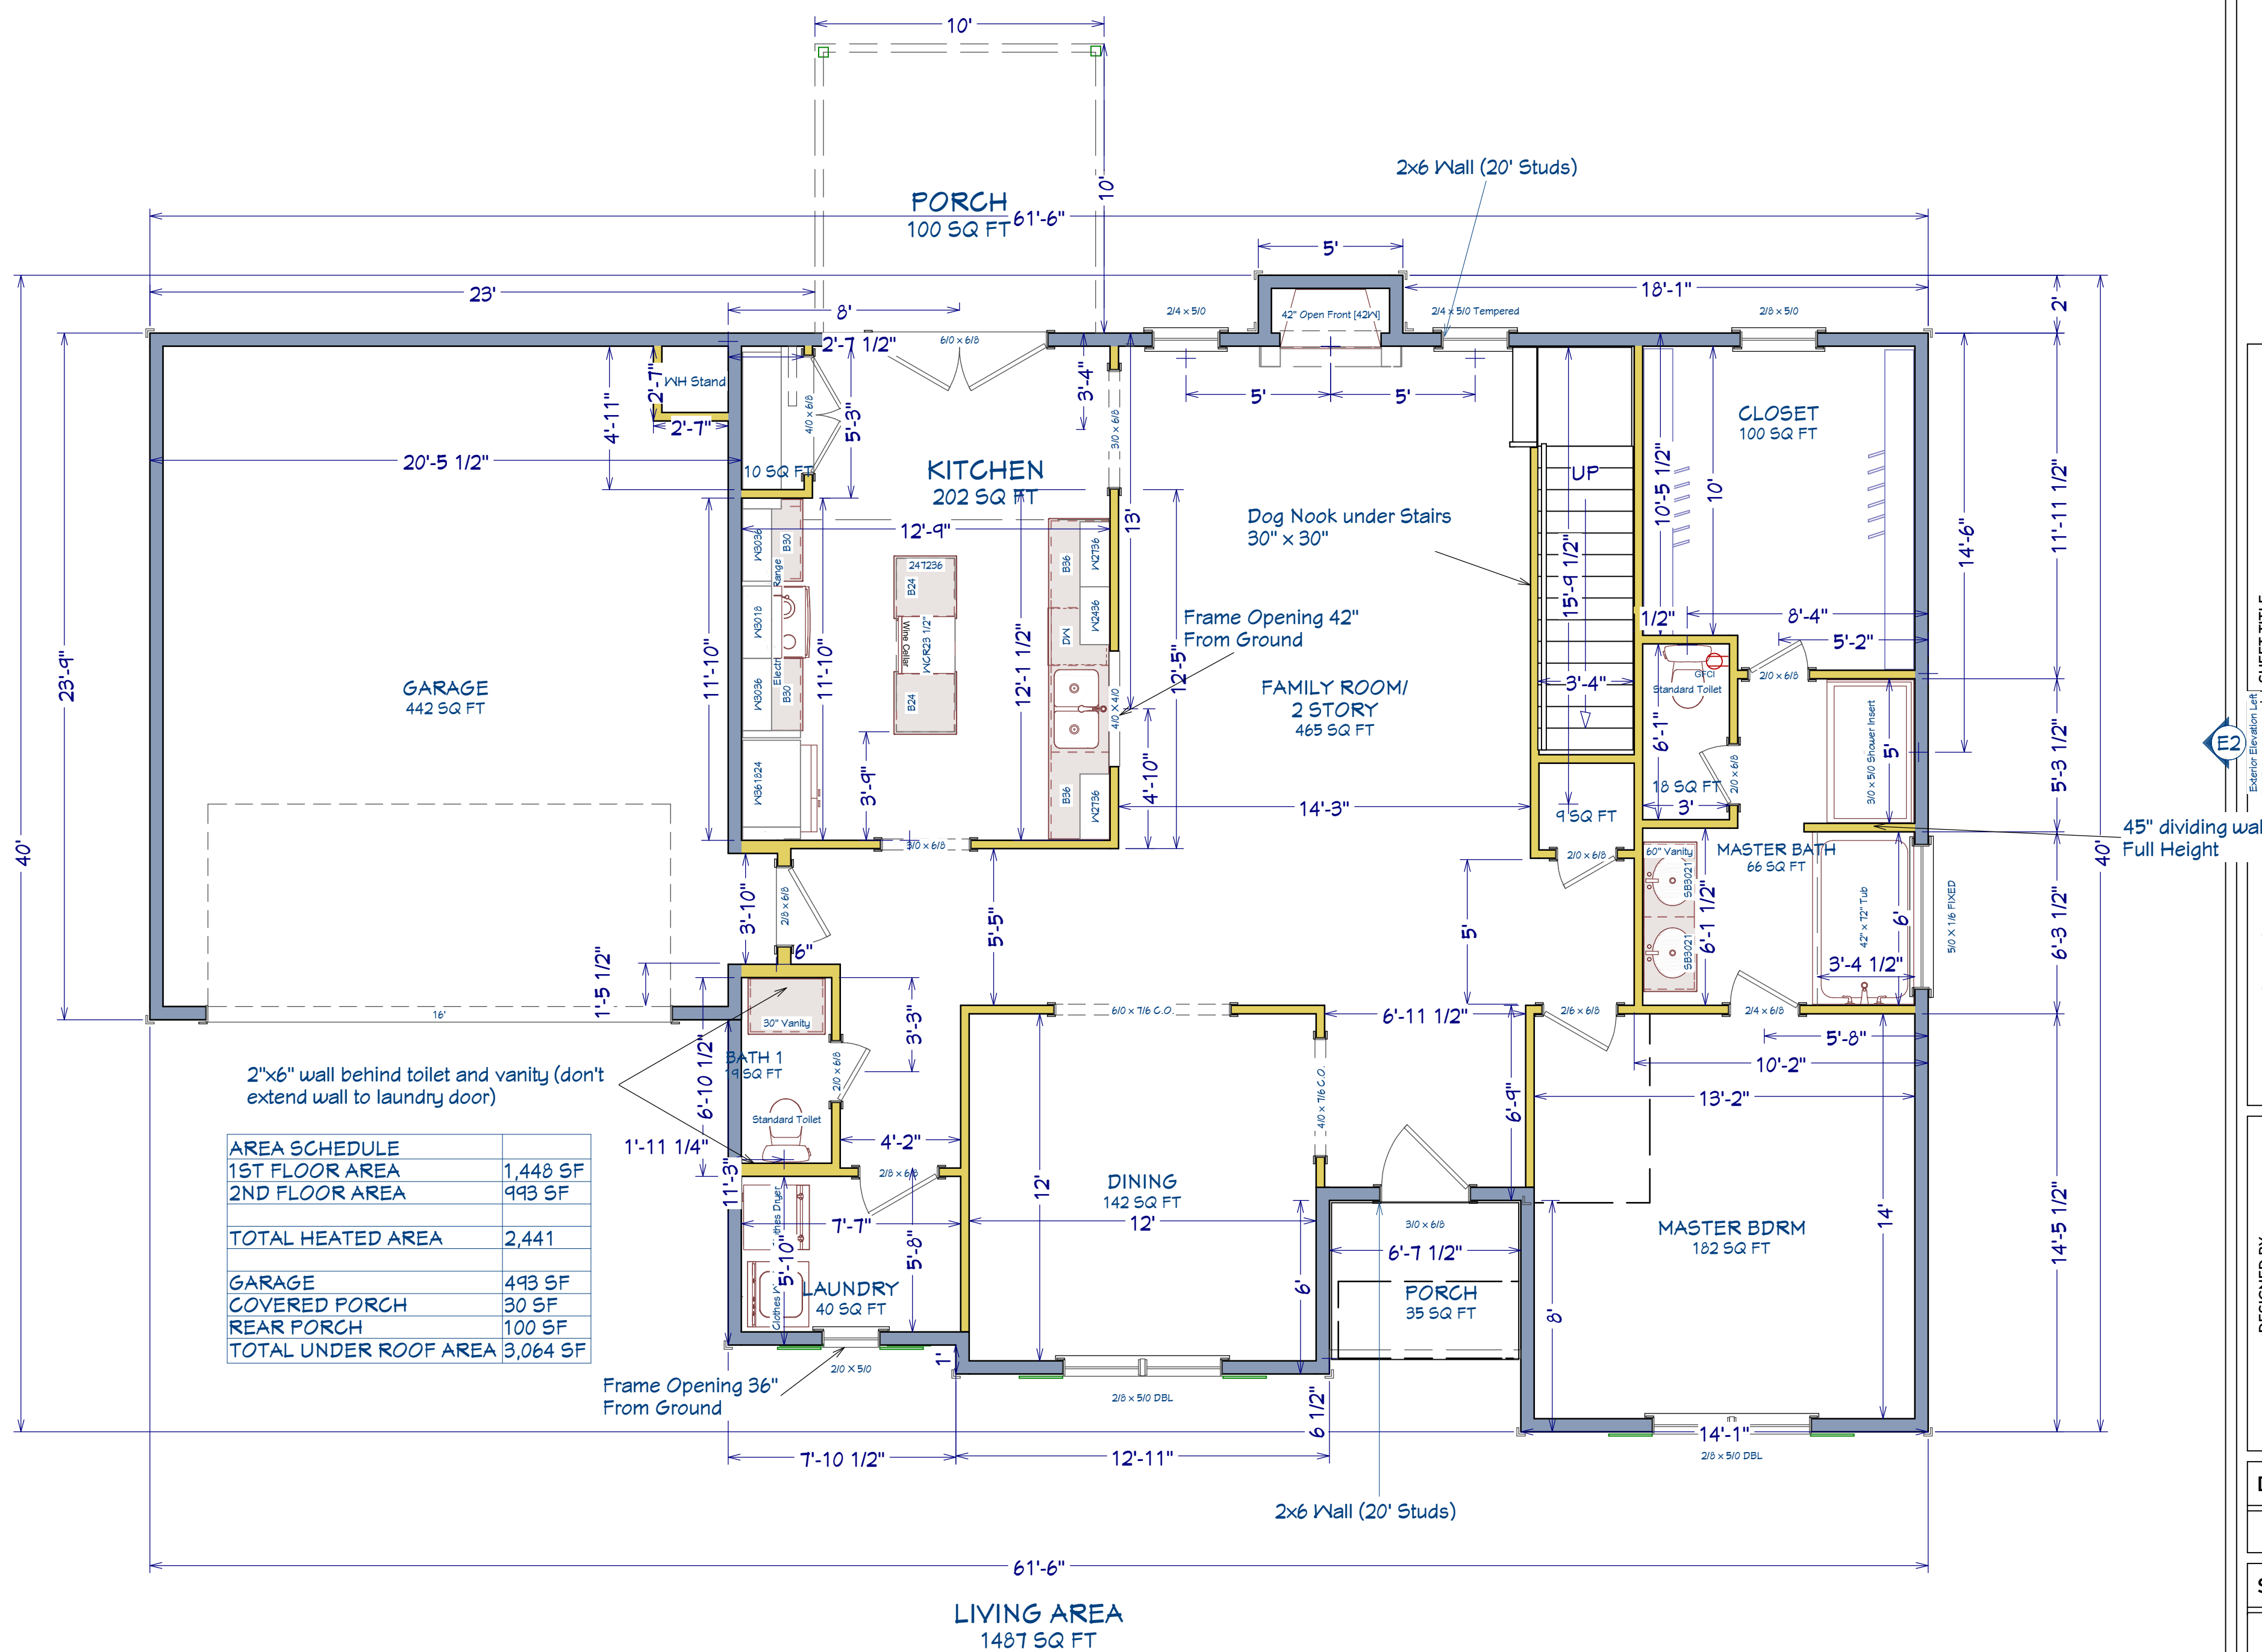 10'
2x6 Wall (20' Studs)
10'
PORCH
100 SQ FT
61'-6"
5'
23'
18'-1"
2'
8'
2/4 x 5/0
42" Open Front [42W]
2/4 x 5/0 Tempered
2/8 x 5/0
2'-7 1/2"
6/0 x 6/8
WH Stand
2'-7"
2'-7"
4'-11"
4/0 x 6/8
5'-3"
3'-4"
3/0 x 6/8
5'
5'
CLOSET
100 SQ FT
20'-5 1/2"
10 SQ FT
KITCHEN
202 SQ FT
UP
10'-5 1/2"
10'
14'-6"
11'-11 1/2"
13'
Dog Nook under Stairs
30" x 30"
12'-9"
W3036
B30
Range
247236
B24
B36
W2736
15'-9 1/2"
W3018
Wine Cellar
WCR23 1/2"
DW
W2436
Frame Opening 42"
From Ground
1/2"
8'-4"
5'-2"
23'-9"
GARAGE
442 SQ FT
11'-10"
11'-10"
W3036
B30
Electri
B24
12'-11 1/2"
4/0 x 4/0
12'-5"
FAMILY ROOM/
2 STORY
465 SQ FT
3'-4"
GFCI
Standard Toilet
2/0 x 6/8
6'-1"
3/0 x 5/0 Shower Insert
5'
5'-3 1/2"
E2
Exterior Elevation Left
SHEET TITLE
W361824
3'-9"
B36
W2736
4'-10"
14'-3"
18 SQ FT
2/0 x 6/8
3'
9 SQ FT
45" dividing wal
Full Height
40'
40'
3/0 x 6/8
2/0 x 6/8
60" Vanity
MASTER BATH
66 SQ FT
SB3021
SB3021
6'-1 1/2"
42" x 72" Tub
6'
3'-4 1/2"
5/0 X 1/6 FIXED
6'-3 1/2"
3'-10"
2/8 x 6/8
6"
5'-5"
5'
1'-5 1/2"
16'
30" Vanity
3'-3"
6/0 x 7/6 C.O.
6'-11 1/2"
2/6 x 6/8
2/4 x 6/8
5'-8"
10'-2"
BATH 1
19 SQ FT
2/0 x 6/8
6'-10 1/2"
2"x6" wall behind toilet and vanity (don't
extend wall to laundry door)
4/0 x 7/6 C.O.
6'-9"
13'-2"
Standard Toilet
1'-11 1/4"
4'-2"
2/8 x 6/8
AREA SCHEDULE
1ST FLOOR AREA 1,448 SF
2ND FLOOR AREA 993 SF
TOTAL HEATED AREA 2,441
GARAGE 493 SF
COVERED PORCH 30 SF
REAR PORCH 100 SF
TOTAL UNDER ROOF AREA 3,064 SF
11'-3"
7'-7"
5'-10"
5'-8"
LAUNDRY
40 SQ FT
12'
DINING
142 SQ FT
12'
3/0 x 6/8
6'-7 1/2"
PORCH
35 SQ FT
6'
8'
MASTER BDRM
182 SQ FT
14'
14'-5 1/2"
DESIGNED BY
1'
2/0 X 5/0
Frame Opening 36"
From Ground
2/8 x 5/0 DBL
6 1/2"
14'-1"
2/8 x 5/0 DBL
7'-10 1/2"
12'-11"
2x6 Wall (20' Studs)
61'-6"
LIVING AREA
1487 SQ FT